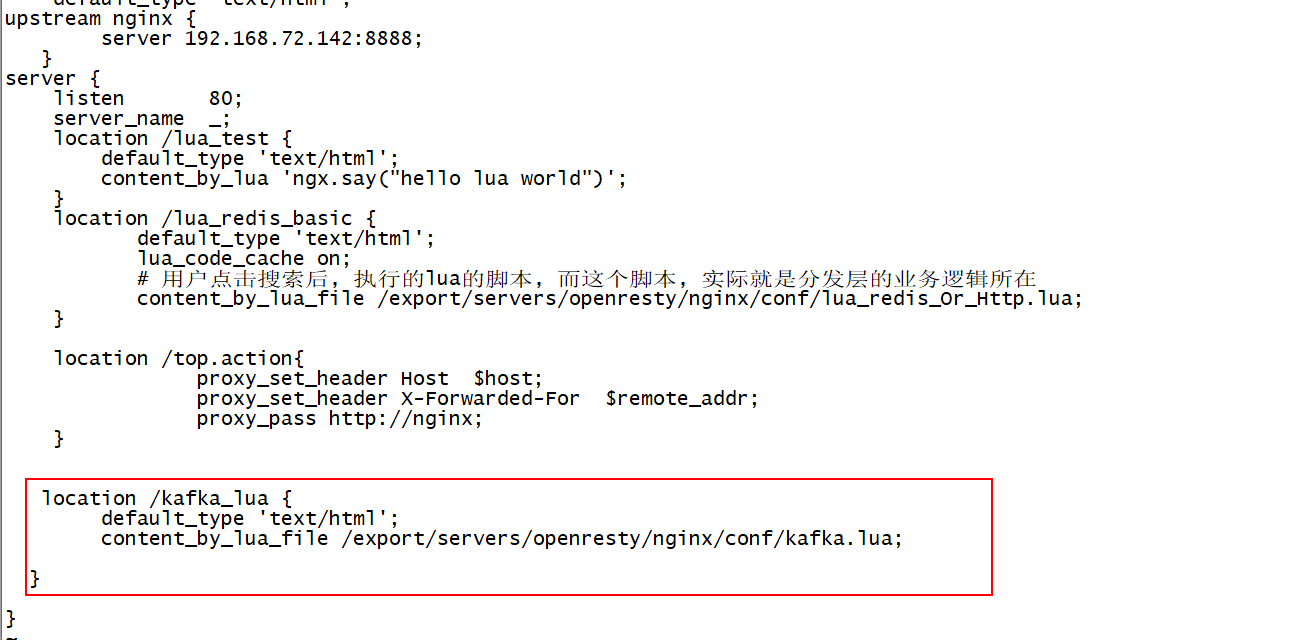 default_type 'text/html';
upstream nginx {
        server 192.168.72.142:8888;
   }
server {
    listen       80;
    server_name  _;
    location /lua_test {
        default_type 'text/html';
        content_by_lua 'ngx.say("hello lua world")';
    }
    location /lua_redis_basic {
           default_type 'text/html';
           lua_code_cache on;
           # 用户点击搜索后，执行的lua的脚本，而这个脚本，实际就是分发层的业务逻辑所在
           content_by_lua_file /export/servers/openresty/nginx/conf/lua_redis_Or_Http.lua;
    }
    location /top.action{
                proxy_set_header Host  $host;
                proxy_set_header X-Forwarded-For  $remote_addr;
                proxy_pass http://nginx;
    }
   location /kafka_lua {
        default_type 'text/html';
        content_by_lua_file /export/servers/openresty/nginx/conf/kafka.lua;
  }
}
~